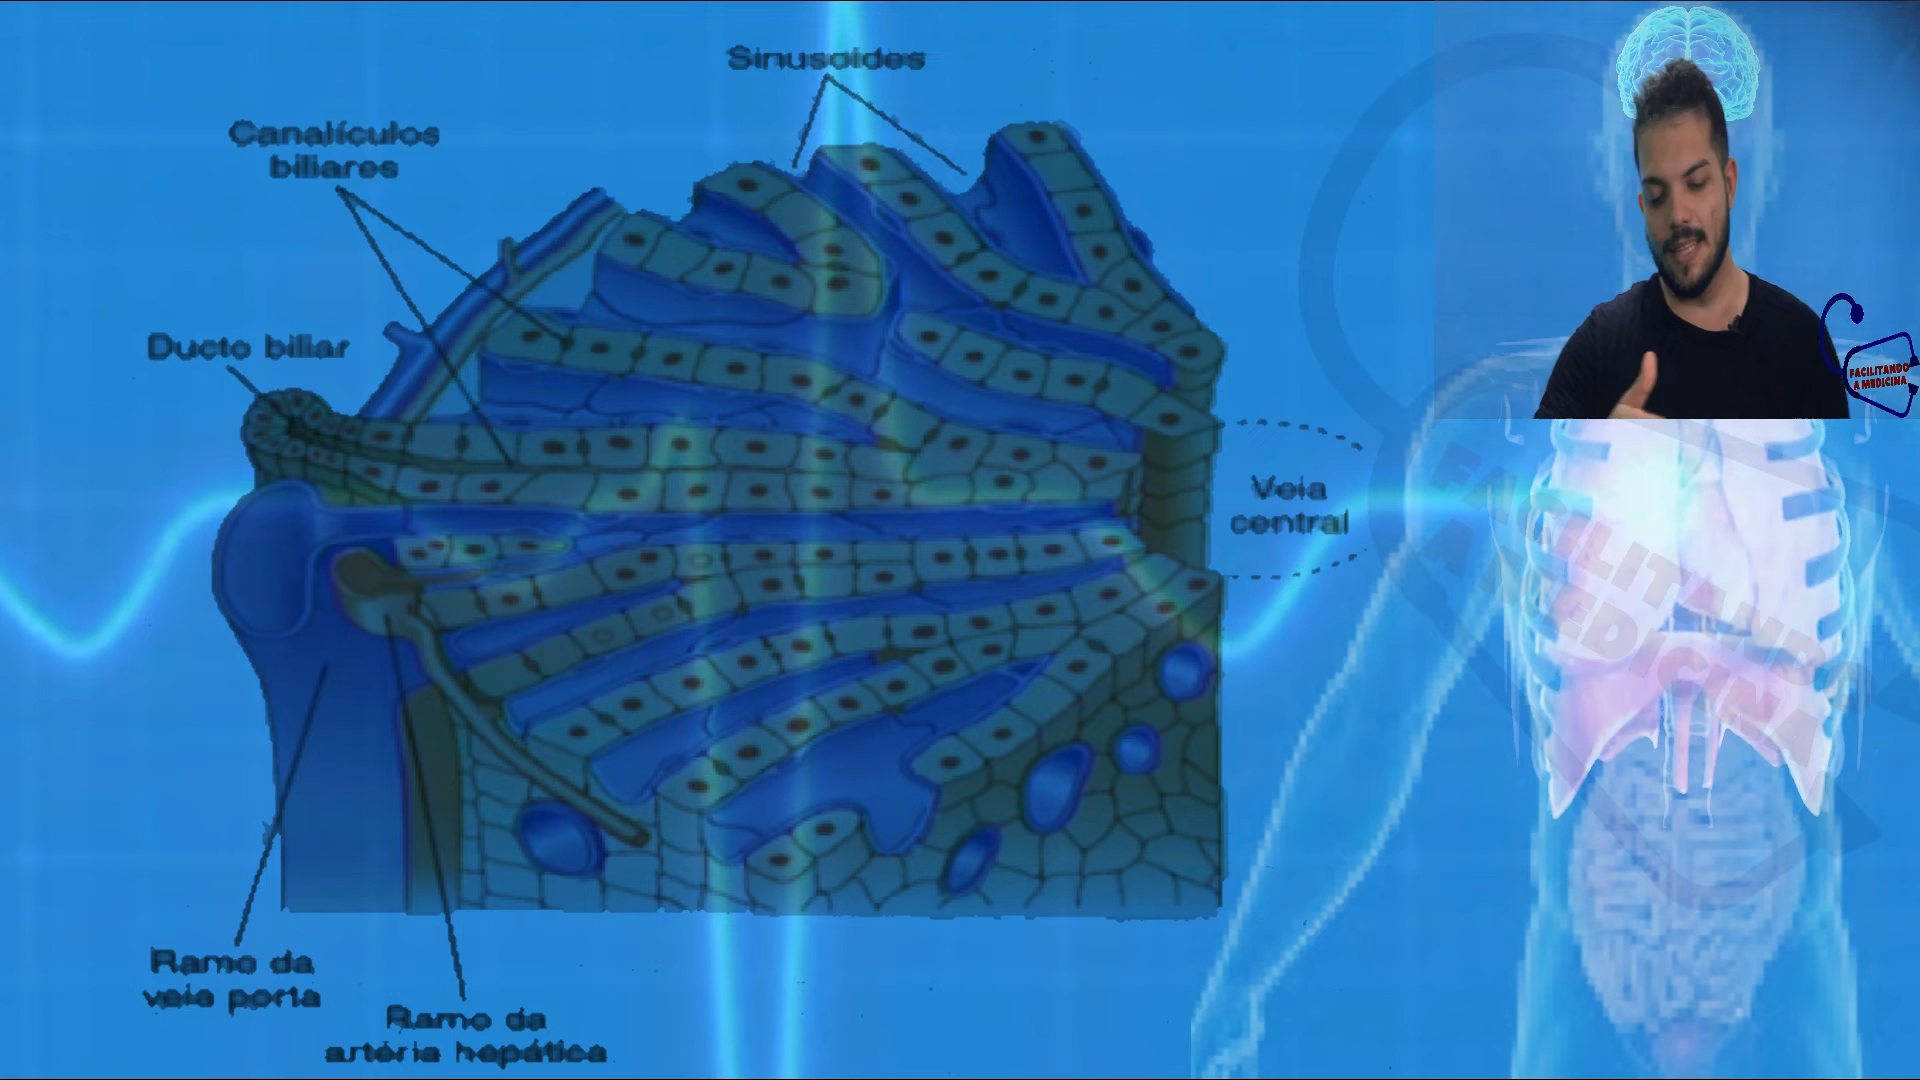 Sinusoides
Canalículos
biliares
Ducto biliar
Veia
central
Ramo da
veia porta
Ramo da
artéria hepática
FACILITANDO
A MEDICINA
FACILITANDO
A MEDICINA